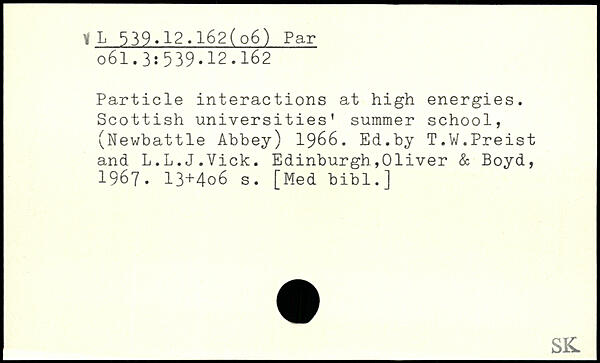 L 539.12.162(o6) Par
o61.3:539.12.162
Particle interactions at high energies.
Scottish universities' summer school,
(Newbattle Abbey) 1966. Ed.by T.W.Preist
and L.L.J.Vick. Edinburgh,Oliver & Boyd,
1967. 13+4o6 s. [Med bibl.]
SK